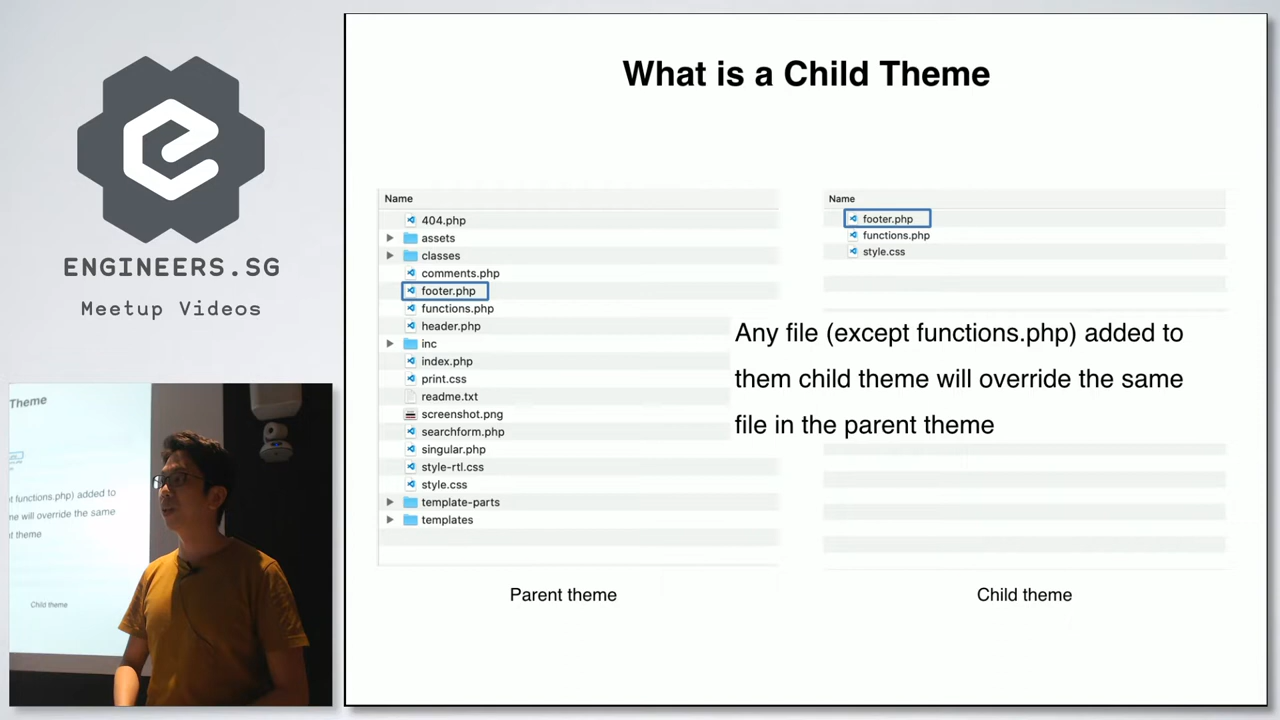 ENGINEERS.SG
Meetup Videos
What is a Child Theme
Name
404.php
assets
classes
comments.php
footer.php
functions.php
header.php
inc
index.php
print.css
readme.txt
screenshot.png
searchform.php
singular.php
style-rtl.css
style.css
template-parts
templates
Parent theme
Name
footer.php
functions.php
style.css
Any file (except functions.php) added to
them child theme will override the same
file in the parent theme
Child theme
Theme
functions.php) added to
will override the same
theme
Child theme